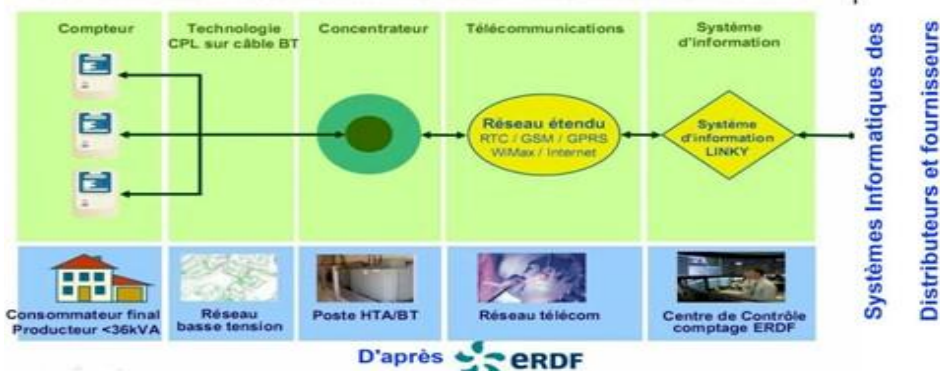 Compteur
Technologie
CPL sur câble BT
Concentrateur
Télécommunications
Système
d'information
Réseau étendu
RTC / GSM / GPRS
WiMax / Internet
Système
d'information
LINKY
Consommateur final
Producteur <36kVA
Réseau
basse tension
Poste HTA/BT
Réseau télécom
Centre de Contrôle
comptage ERDF
Systèmes Informatiques des
Distributeurs et fournisseurs
D'après eRDF